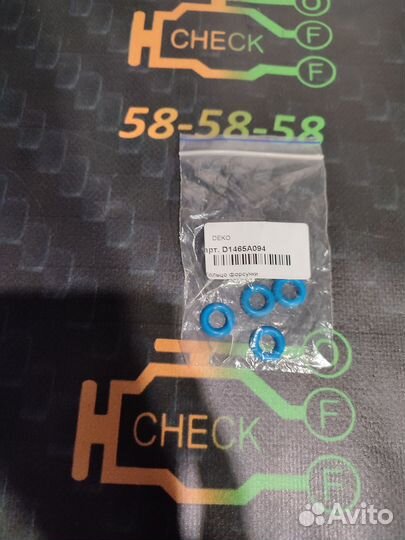 CHECK
O
F
F
58-58-58
DEKO
арт. D1465A094
ольцо форсунки
CHECK
O
F
F
Avito